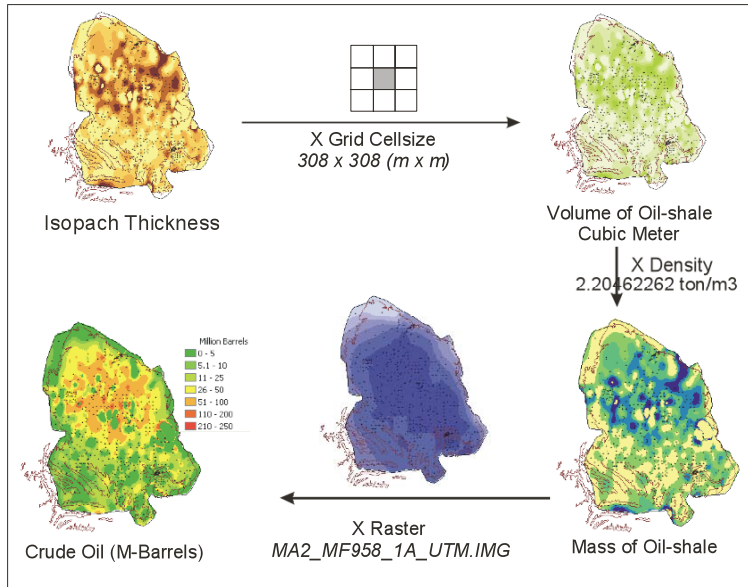 X Grid Cellsize
308 x 308 (m x m)
Isopach Thickness
Volume of Oil-shale
Cubic Meter
X Density
2.20462262 ton/m3
Million Barrels
0 - 5
5.1 - 10
11 - 25
26 - 50
51 - 100
110 - 200
210 - 250
Crude Oil (M-Barrels)
X Raster
MA2_MF958_1A_UTM.IMG
Mass of Oil-shale